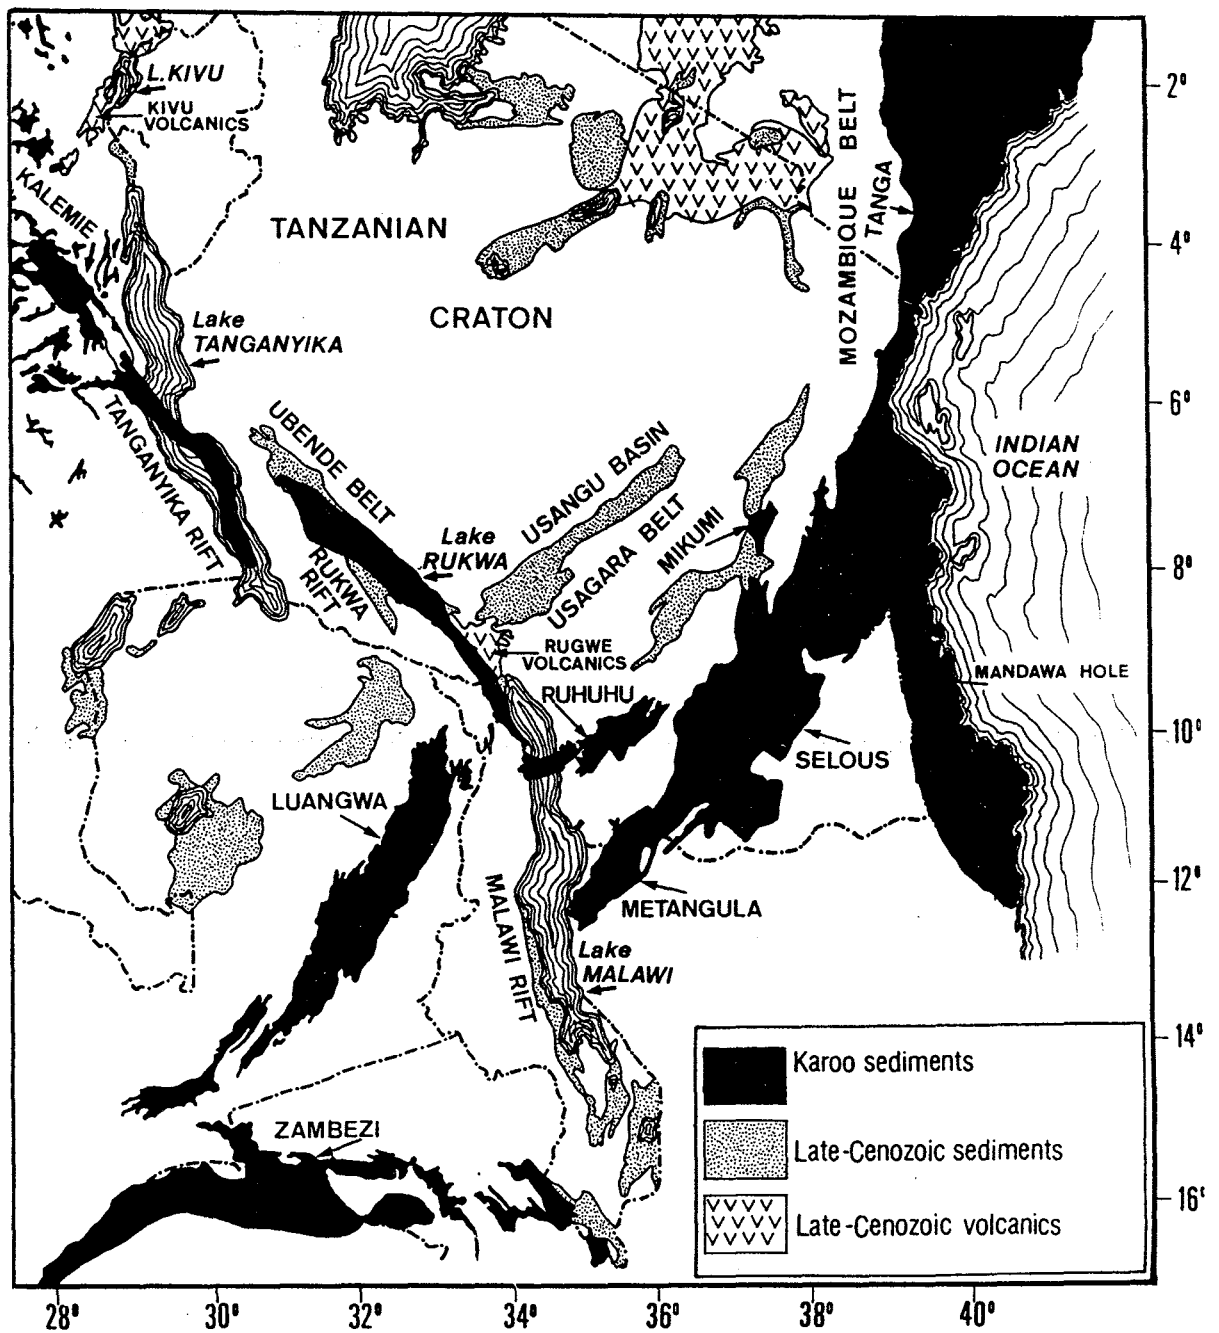 L.KIVU
KIVU
VOLCANICS
KALEMIE
TANZANIAN
CRATON
MOZAMBIQUE BELT
TANGA
2°
4°
Lake
TANGANYIKA
6°
INDIAN
OCEAN
TANGANYIKA RIFT
UBENDE BELT
RUKWA
RIFT
Lake
RUKWA
USANGU BASIN
USAGARA BELT
MIKUMI
8°
RUGWE
VOLCANICS
MANDAWA HOLE
RUHUHU
10°
SELOUS
LUANGWA
12°
METANGULA
MALAWI RIFT
Lake
MALAWI
14°
ZAMBEZI
16°
Karoo sediments
Late-Cenozoic sediments
Late-Cenozoic volcanics
28°
30°
32°
34°
36°
38°
40°